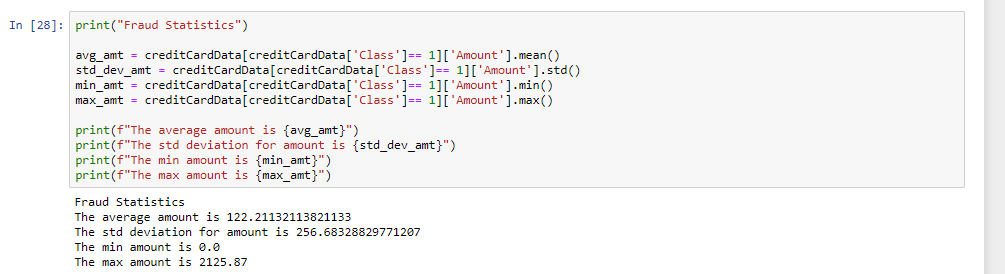 In [28]: print("Fraud Statistics")
avg_amt = creditCardData[creditCardData['Class']== 1]['Amount'].mean()
std_dev_amt = creditCardData[creditCardData['Class']== 1]['Amount'].std()
min_amt = creditCardData[creditCardData['Class']== 1]['Amount'].min()
max_amt = creditCardData[creditCardData['Class']== 1]['Amount'].max()
print(f"The average amount is {avg_amt}")
print(f"The std deviation for amount is {std_dev_amt}")
print(f"The min amount is {min_amt}")
print(f"The max amount is {max_amt}")
Fraud Statistics
The average amount is 122.21132113821133
The std deviation for amount is 256.68328829771207
The min amount is 0.0
The max amount is 2125.87